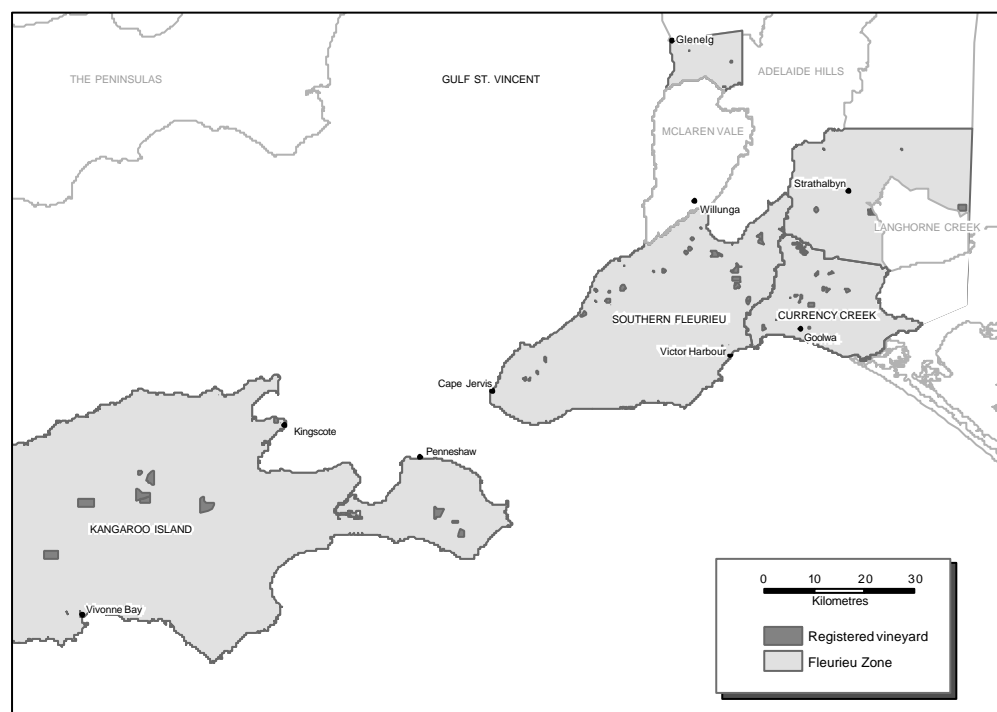 Glenelg
THE PENINSULAS
GULF ST. VINCENT
ADELAIDE HILLS
MCLAREN VALE
Strathalbyn
Willunga
LANGHORNE CREEK
SOUTHERN FLEURIEU
CURRENCY CREEK
Goolwa
Victor Harbour
Cape Jervis
Kingscote
Penneshaw
KANGAROO ISLAND
Vivonne Bay
0 10 20 30
Kilometres
Registered vineyard
Fleurieu Zone